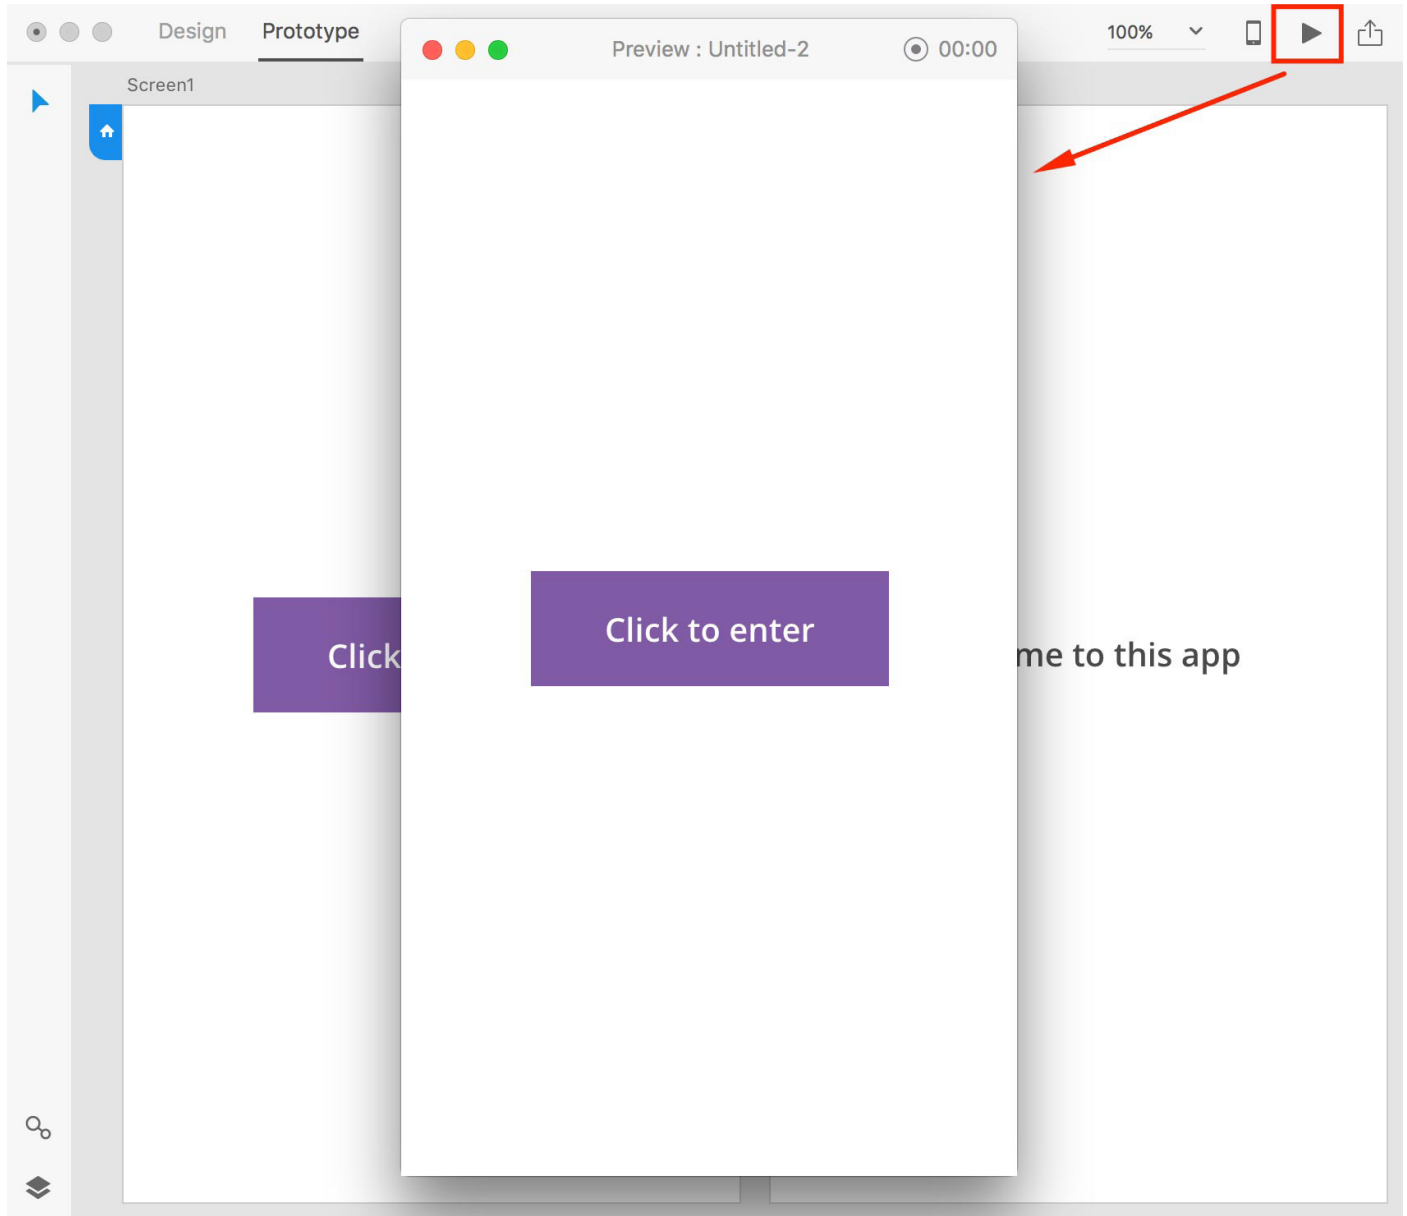 Design Prototype
Preview : Untitled-2 00:00
100%
Screen1
Click to enter
Click
me to this app